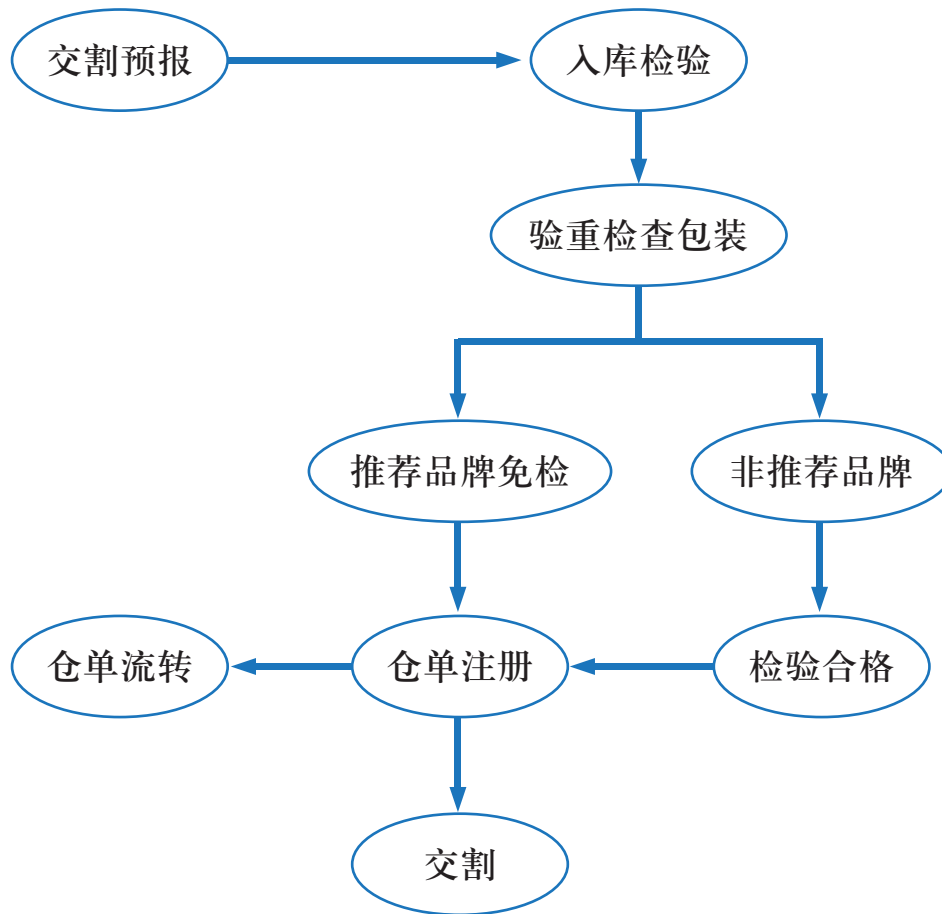 交割预报
入库检验
验重检查包装
推荐品牌免检
非推荐品牌
仓单流转
仓单注册
检验合格
交割